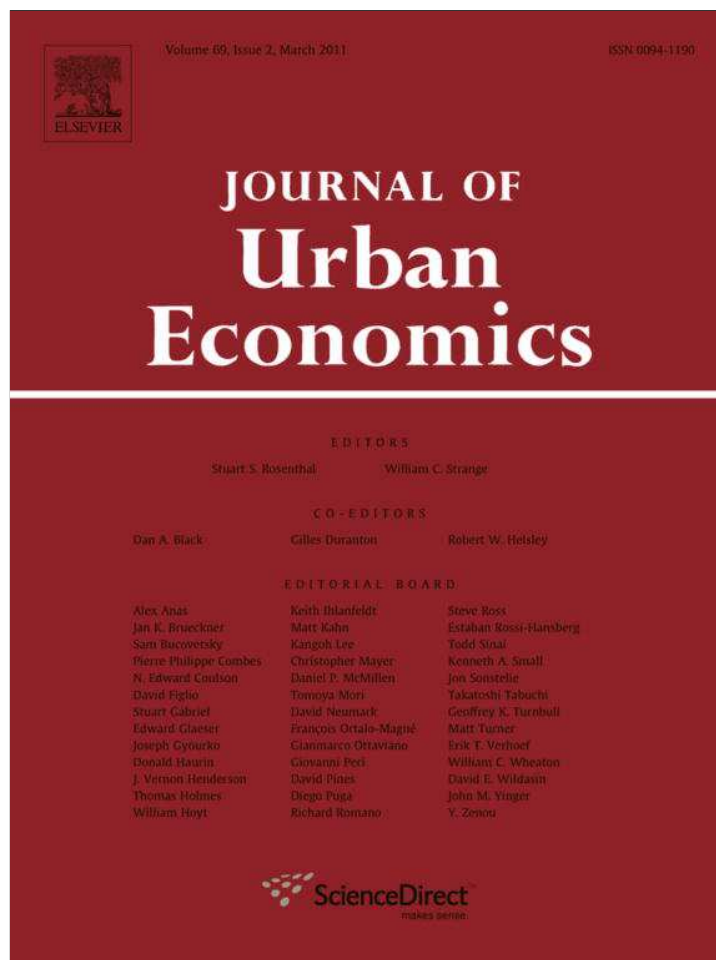 Volume 69, Issue 2, March 2011
ISSN 0094-1190
ELSEVIER
JOURNAL OF
Urban
Economics
EDITORS
Stuart S. Rosenthal William C. Strange
CO-EDITORS
Dan A. Black Gilles Duranton Robert W. Helsley
EDITORIAL BOARD
Alex Anas Keith Ihlanfeldt Steve Ross
Jan K. Brueckner Matt Kahn Estaban Rossi-Hansberg
Sam Bucovetsky Kangoh Lee Todd Sinai
Pierre Philippe Combes Christopher Mayer Kenneth A. Small
N. Edward Coulson Daniel P. McMillen Jon Sonstelie
David Figlio Tomoya Mori Takatoshi Tabuchi
Stuart Gabriel David Neumark Geoffrey K. Turnbull
Edward Glaeser François Ortalo-Magné Matt Turner
Joseph Gyourko Gianmarco Ottaviano Erik T. Verhoef
Donald Haurin Giovanni Peri William C. Wheaton
J. Vernon Henderson David Pines David E. Wildasin
Thomas Holmes Diego Puga John M. Yinger
William Hoyt Richard Romano Y. Zenou
ScienceDirect
makes sense.